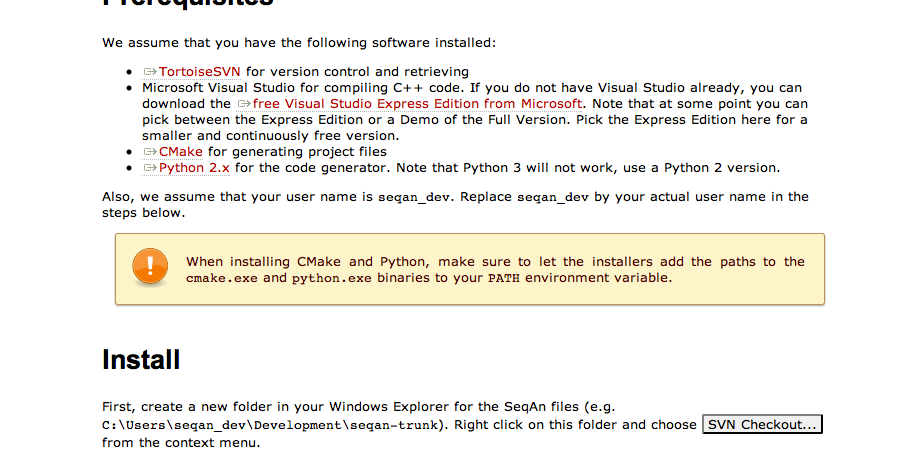 Prerequisites
We assume that you have the following software installed:
• TortoiseSVN for version control and retrieving
• Microsoft Visual Studio for compiling C++ code. If you do not have Visual Studio already, you can
download the free Visual Studio Express Edition from Microsoft. Note that at some point you can
pick between the Express Edition or a Demo of the Full Version. Pick the Express Edition here for a
smaller and continuously free version.
• CMake for generating project files
• Python 2.x for the code generator. Note that Python 3 will not work, use a Python 2 version.
Also, we assume that your user name is seqan_dev. Replace seqan_dev by your actual user name in the
steps below.
When installing CMake and Python, make sure to let the installers add the paths to the
cmake.exe and python.exe binaries to your PATH environment variable.
Install
First, create a new folder in your Windows Explorer for the SeqAn files (e.g.
C:\Users\seqan_dev\Development\seqan-trunk). Right click on this folder and choose SVN Checkout...
from the context menu.